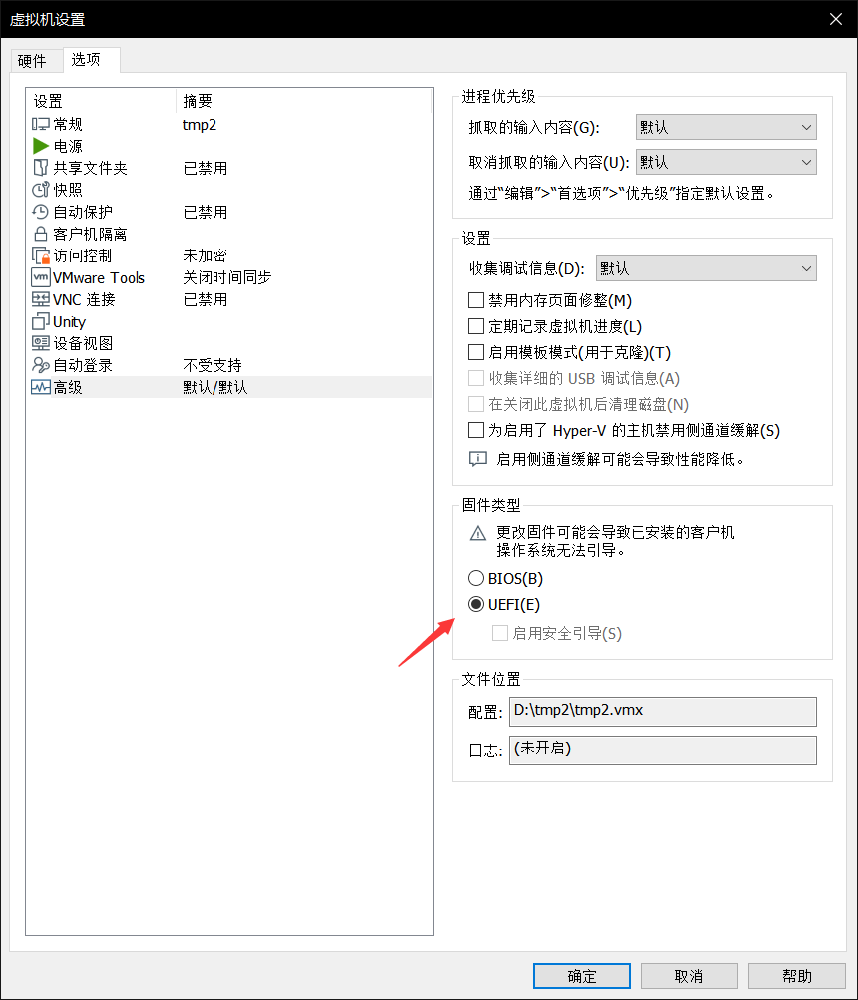 虚拟机设置
硬件 选项
设置 摘要
常规 tmp2
电源
共享文件夹 已禁用
快照
自动保护 已禁用
客户机隔离
访问控制 未加密
VMware Tools 关闭时间同步
VNC 连接 已禁用
Unity
设备视图
自动登录 不受支持
高级 默认/默认
进程优先级
抓取的输入内容(G): 默认
取消抓取的输入内容(U): 默认
通过“编辑”>“首选项”>“优先级”指定默认设置。
设置
收集调试信息(D): 默认
禁用内存页面修整(M)
定期记录虚拟机进度(L)
启用模板模式(用于克隆)(T)
收集详细的 USB 调试信息(A)
在关闭此虚拟机后清理磁盘(N)
为启用了 Hyper-V 的主机禁用侧通道缓解(S)
启用侧通道缓解可能会导致性能降低。
固件类型
更改固件可能会导致已安装的客户机
操作系统无法引导。
BIOS(B)
UEFI(E)
启用安全引导(S)
文件位置
配置: D:\tmp2\tmp2.vmx
日志: (未开启)
确定 取消 帮助